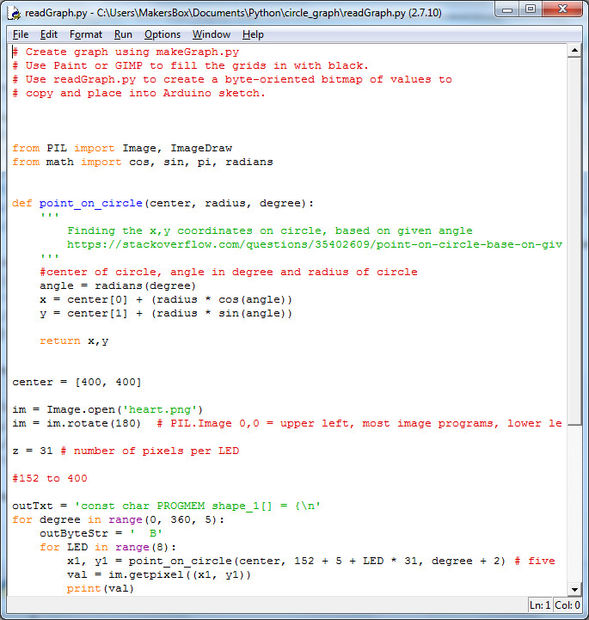 readGraph.py - C:\Users\MakersBox\Documents\Python\circle_graph\readGraph.py (2.7.10)
File Edit Format Run Options Window Help
# Create graph using makeGraph.py
# Use Paint or GIMP to fill the grids in with black.
# Use readGraph.py to create a byte-oriented bitmap of values to
# copy and place into Arduino sketch.
from PIL import Image, ImageDraw
from math import cos, sin, pi, radians
def point_on_circle(center, radius, degree):
'''
Finding the x,y coordinates on circle, based on given angle
https://stackoverflow.com/questions/35402609/point-on-circle-base-on-giv
'''
#center of circle, angle in degree and radius of circle
angle = radians(degree)
x = center[0] + (radius * cos(angle))
y = center[1] + (radius * sin(angle))
return x,y
center = [400, 400]
im = Image.open('heart.png')
im = im.rotate(180)  # PIL.Image 0,0 = upper left, most image programs, lower le
z = 31 # number of pixels per LED
#152 to 400
outTxt = 'const char PROGMEM shape_1[] = {\n'
for degree in range(0, 360, 5):
outByteStr = '  B'
for LED in range(8):
x1, y1 = point_on_circle(center, 152 + 5 + LED * 31, degree + 2) # five
val = im.getpixel((x1, y1))
print(val)
Ln: 1 Col: 0